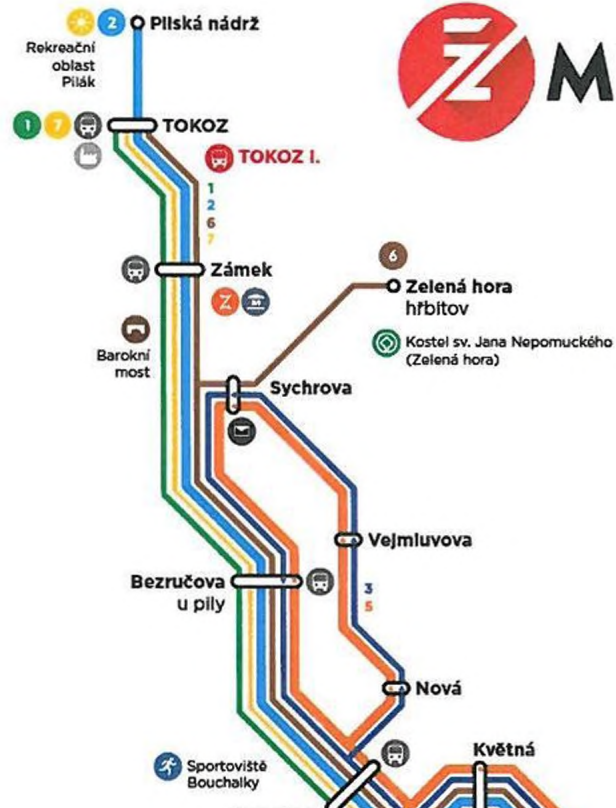 2
Pilská nádrž
Rekreační
oblast
Pilák
Ž
M
1 7
TOKOZ
TOKOZ I.
1
2
6
7
Zámek
6
Zelená hora
hřbitov
Kostel sv. Jana Nepomuckého
(Zelená hora)
Barokní
most
Sychrova
Vejmluvova
Bezručova
u pily
3
5
Nová
Sportoviště
Bouchalky
Květná